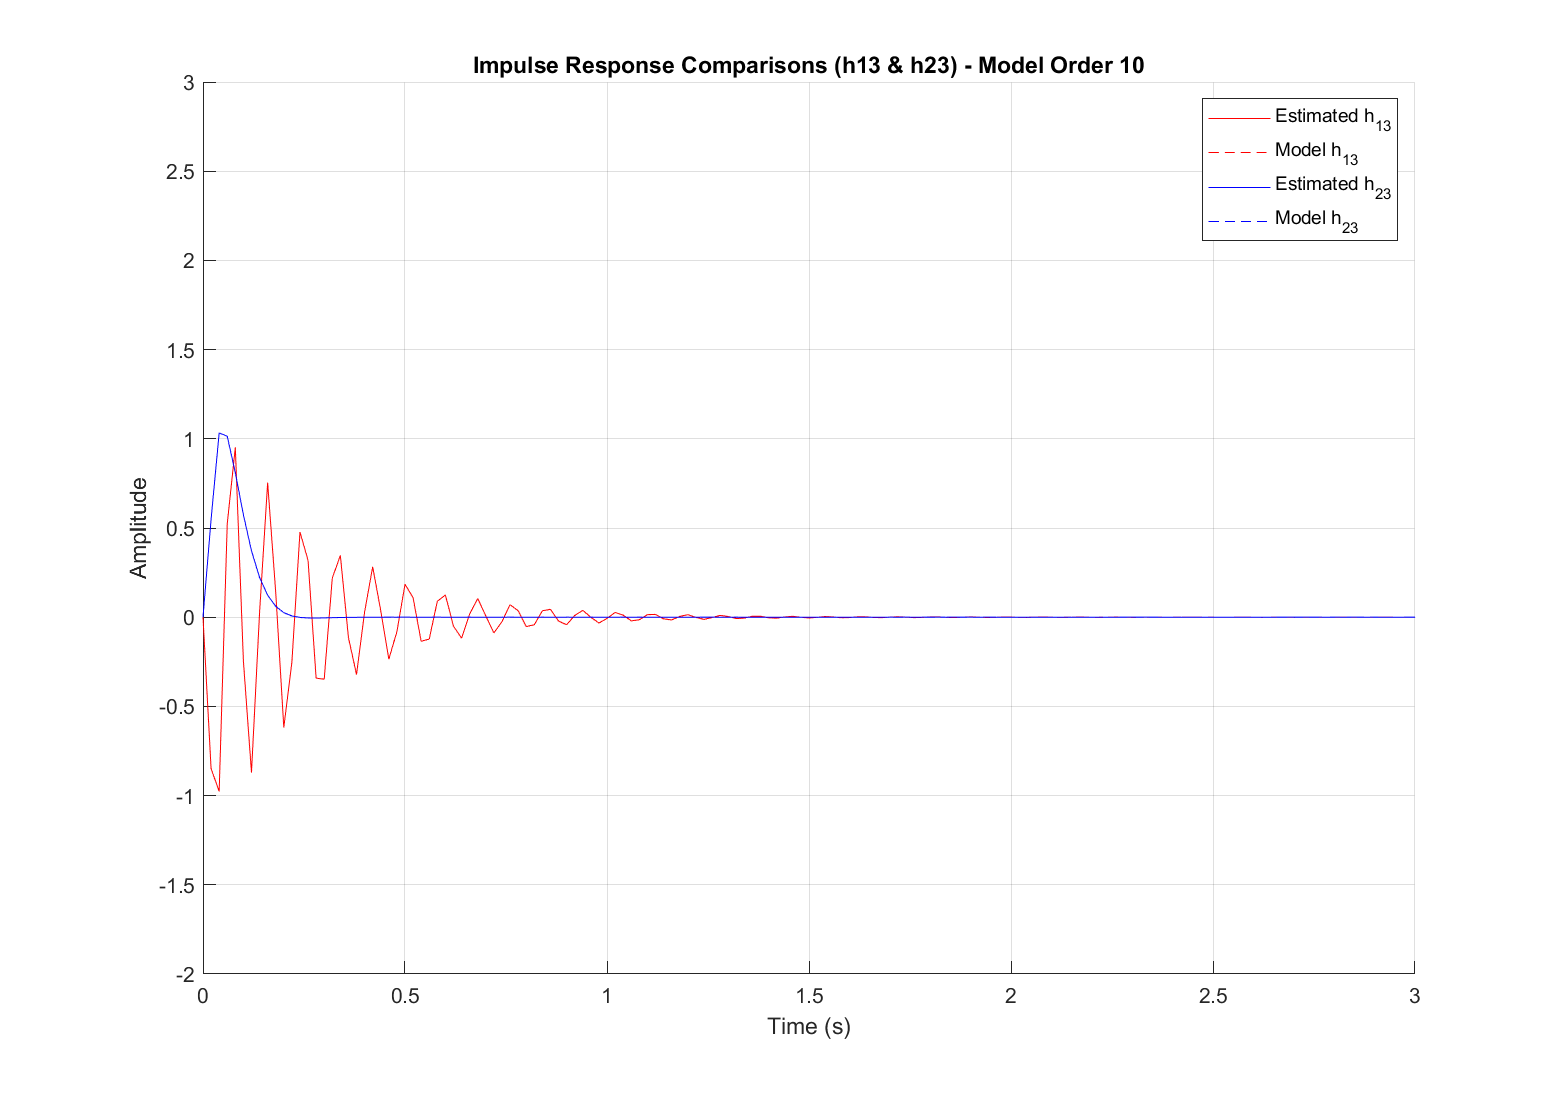 Impulse Response Comparisons (h13 & h23) - Model Order 10
Estimated h13
Model h13
Estimated h23
Model h23
3
2.5
2
1.5
1
0.5
0
-0.5
-1
-1.5
-2
Amplitude
0 0.5 1 1.5 2 2.5 3
Time (s)